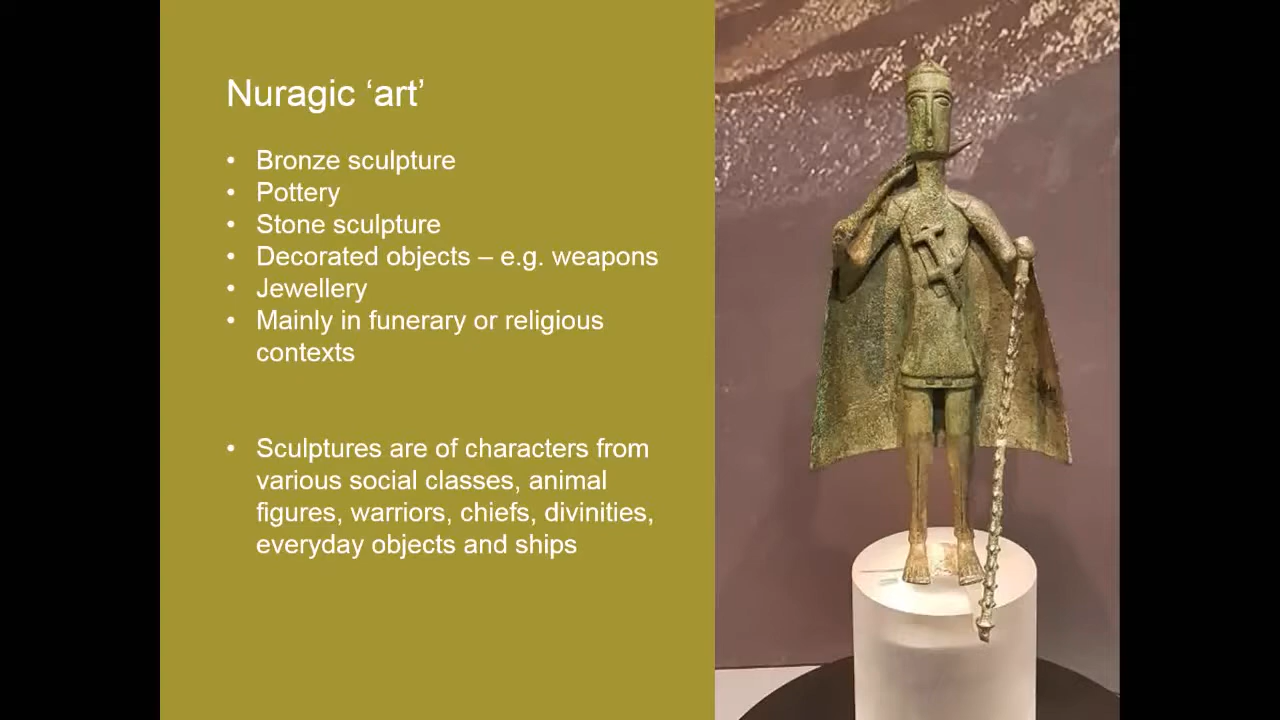 Nuragic ‘art’
• Bronze sculpture
• Pottery
• Stone sculpture
• Decorated objects – e.g. weapons
• Jewellery
• Mainly in funerary or religious
contexts
• Sculptures are of characters from
various social classes, animal
figures, warriors, chiefs, divinities,
everyday objects and ships